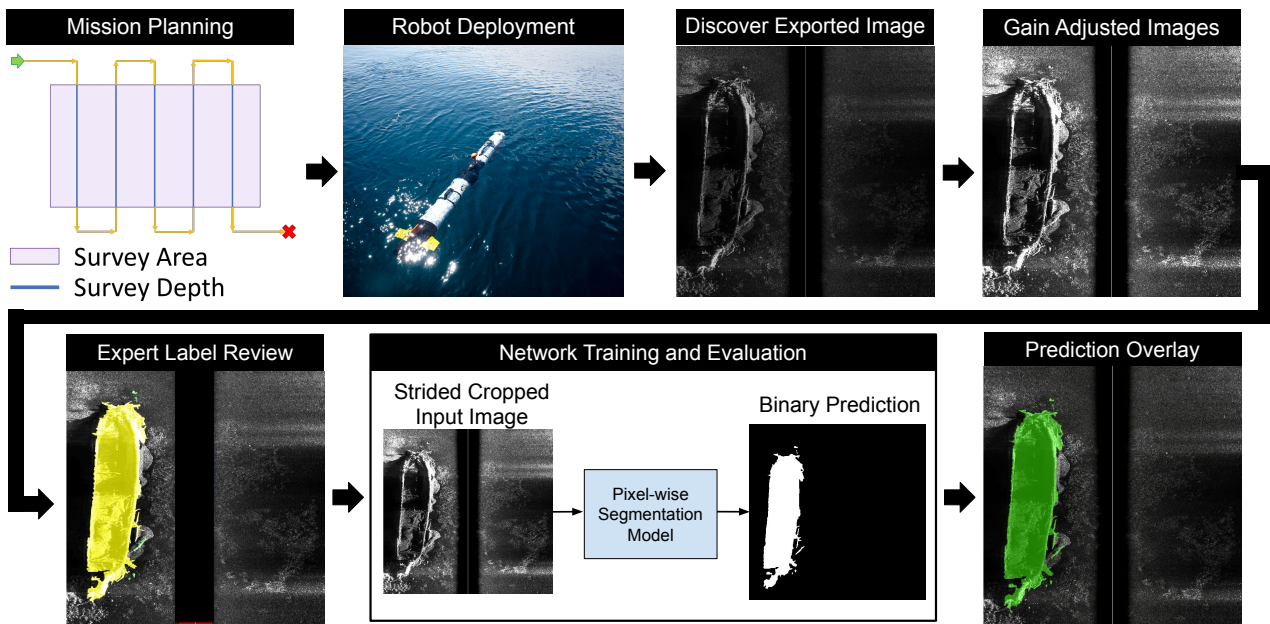 Mission Planning
Robot Deployment
Discover Exported Image
Gain Adjusted Images
Survey Area
Survey Depth
Expert Label Review
Network Training and Evaluation
Prediction Overlay
Strided Cropped
Input Image
Binary Prediction
Pixel-wise
Segmentation
Model